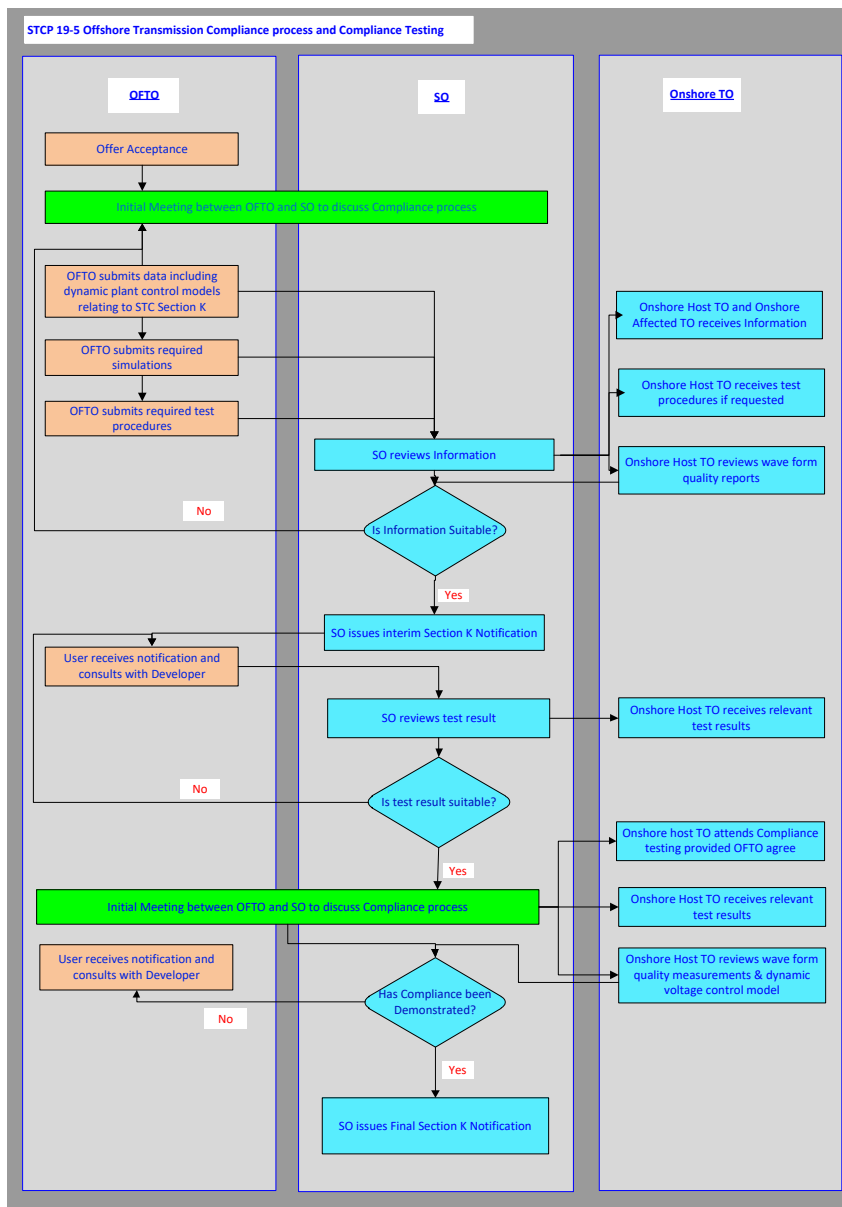 STCP 19-5 Offshore Transmission Compliance process and Compliance Testing
OFTO
SO
Onshore TO
Offer Acceptance
Initial Meeting between OFTO and SO to discuss Compliance process
OFTO submits data including
dynamic plant control models
relating to STC Section K
Onshore Host TO and Onshore
Affected TO receives Information
OFTO submits required
simulations
Onshore Host TO receives test
procedures if requested
OFTO submits required test
procedures
SO reviews Information
Onshore Host TO reviews wave form
quality reports
No
Is Information Suitable?
Yes
SO issues interim Section K Notification
User receives notification and
consults with Developer
SO reviews test result
Onshore Host TO receives relevant
test results
No
Is test result suitable?
Onshore host TO attends Compliance
testing provided OFTO agree
Yes
Initial Meeting between OFTO and SO to discuss Compliance process
Onshore Host TO receives relevant
test results
User receives notification and
consults with Developer
Onshore Host TO reviews wave form
quality measurements & dynamic
voltage control model
Has Compliance been
Demonstrated?
No
Yes
SO issues Final Section K Notification